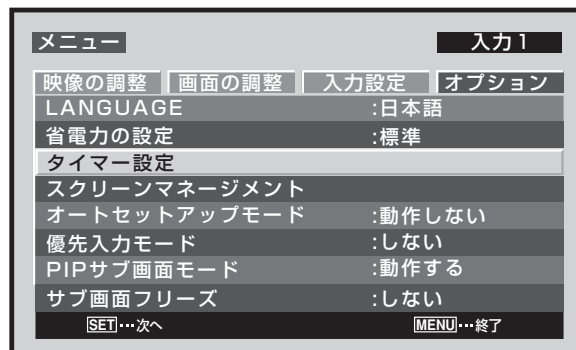 メニュー 入力1
映像の調整 画面の調整 入力設定 オプション
LANGUAGE :日本語
省電力の設定 :標準
タイマー設定
スクリーンマネージメント
オートセットアップモード :動作しない
優先入力モード :しない
PIPサブ画面モード :動作する
サブ画面フリーズ :しない
SET…次へ MENU…終了